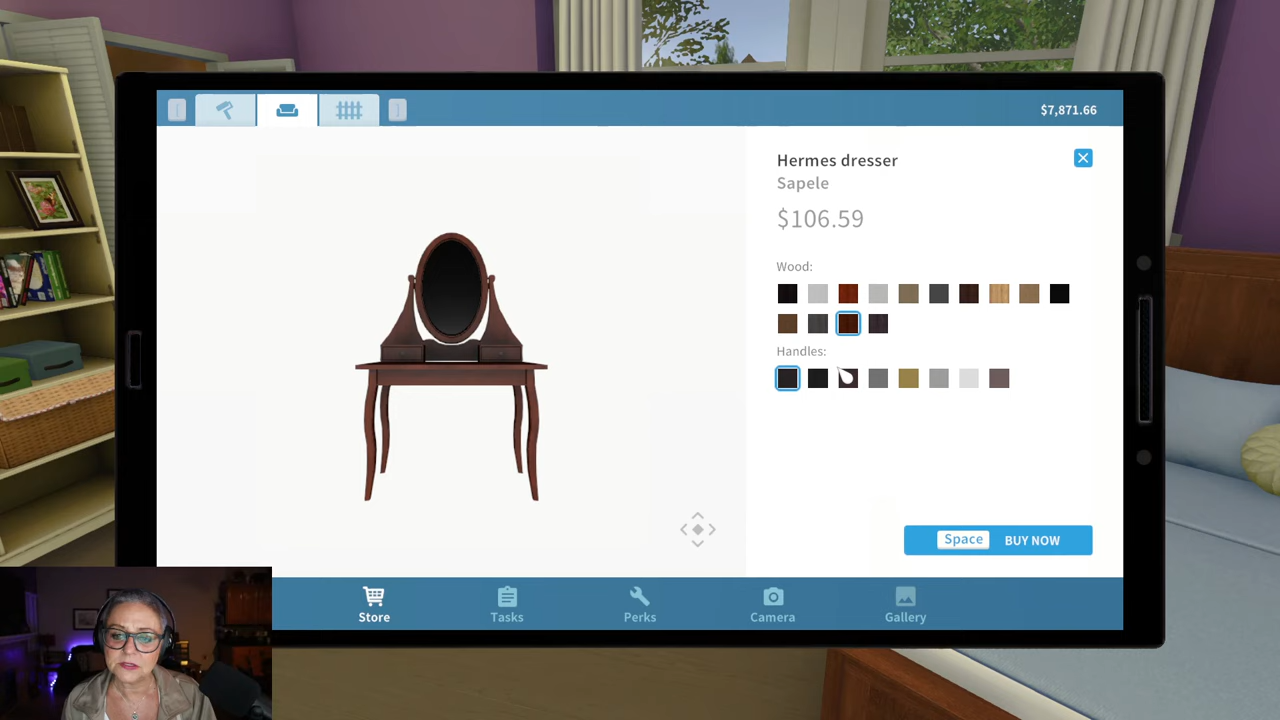 $7,871.66
Hermes dresser
Sapele
$106.59
Wood:
Handles:
Space BUY NOW
Store Tasks Perks Camera Gallery